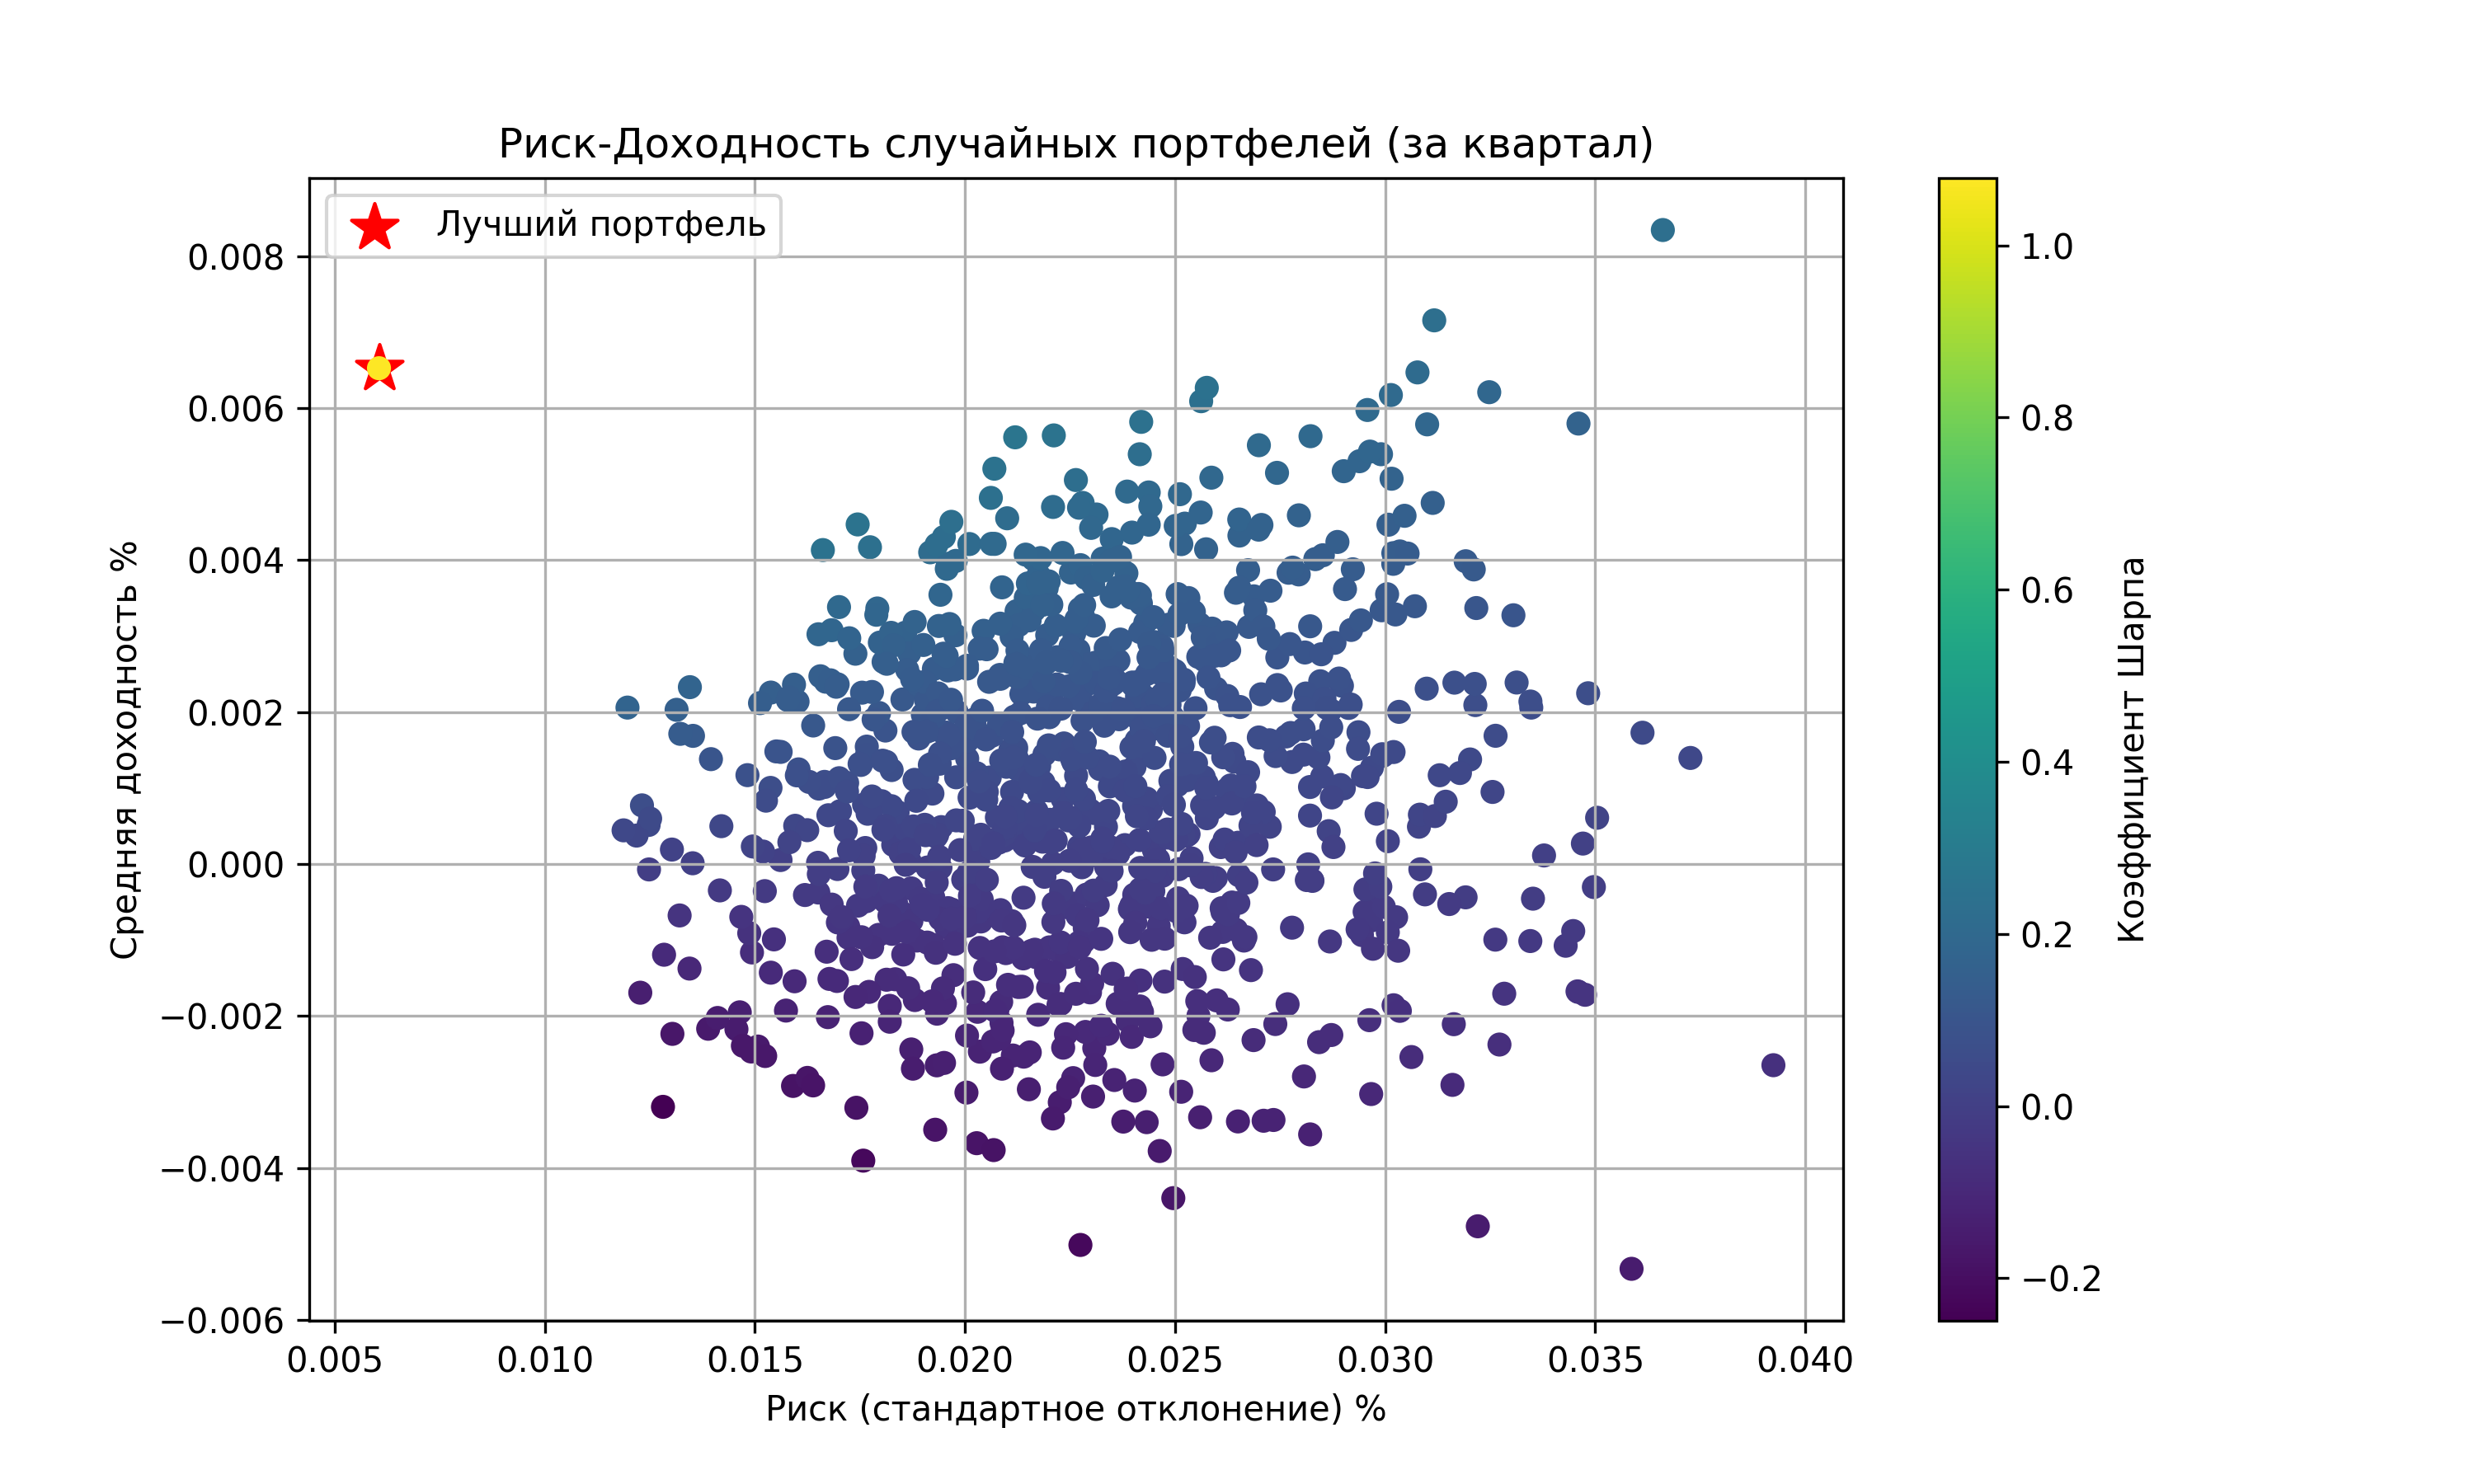 Риск-Доходность случайных портфелей (за квартал)
Лучший портфель
Средняя доходность %
0.008
0.006
0.004
0.002
0.000
−0.002
−0.004
−0.006
0.005 0.010 0.015 0.020 0.025 0.030 0.035 0.040
Риск (стандартное отклонение) %
1.0
0.8
0.6
0.4
0.2
0.0
−0.2
Коэффициент Шарпа